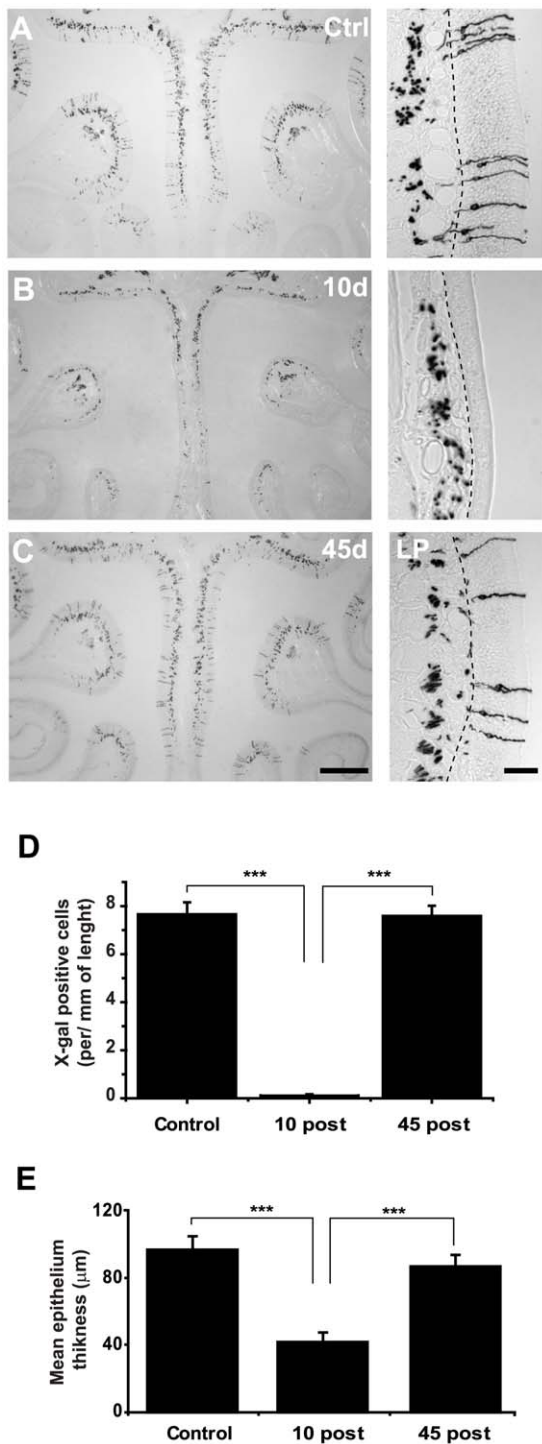 A
Ctrl
B
10d
C
45d
LP
D
X-gal positive cells
(per/ mm of lenght)
8
6
4
2
0
***
***
Control
10 post
45 post
E
Mean epithelium
thikness (μm)
120
80
40
0
***
***
Control
10 post
45 post